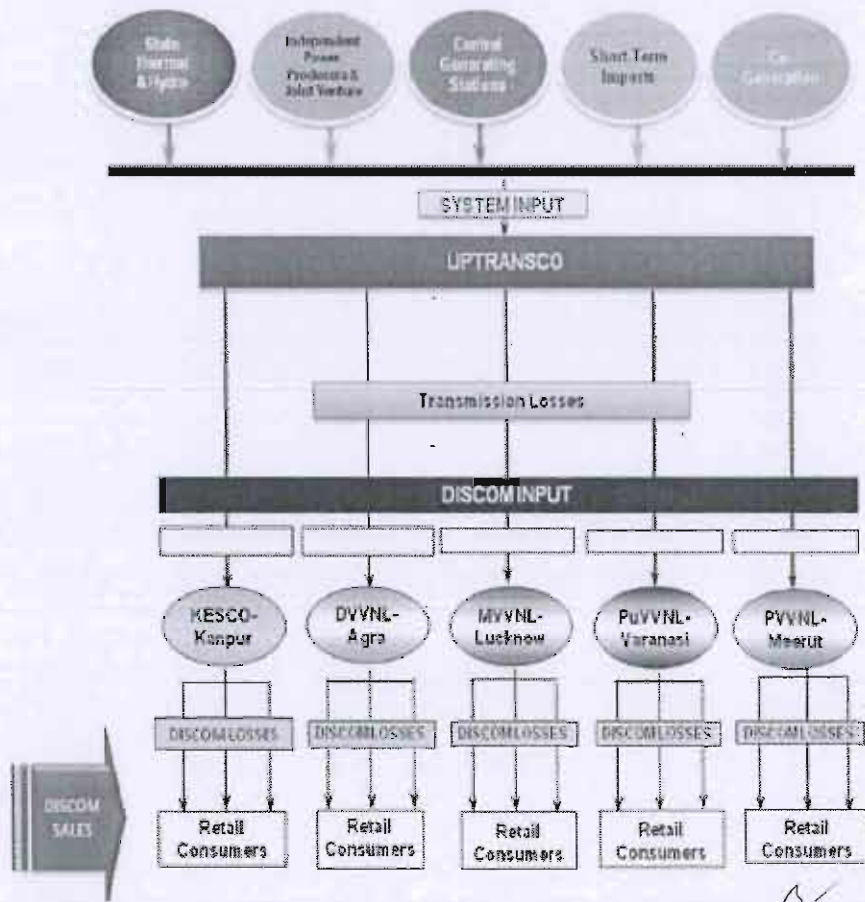 State
Thermal
& Hydro
Independent
Power
Producers &
Joint Venture
Central
Generating
Stations
Short Term
Imports
Co-
Generation
SYSTEM INPUT
UPTRANSCO
Transmission Losses
DISCOM INPUT
KESCO-
Kanpur
DVVNL-
Agra
MVVNL-
Lucknow
PuVVNL-
Varanasi
PVVNL-
Meerut
DISCOM LOSSES
DISCOM LOSSES
DISCOM LOSSES
DISCOM LOSSES
DISCOM LOSSES
DISCOM
SALES
Retail
Consumers
Retail
Consumers
Retail
Consumers
Retail
Consumers
Retail
Consumers